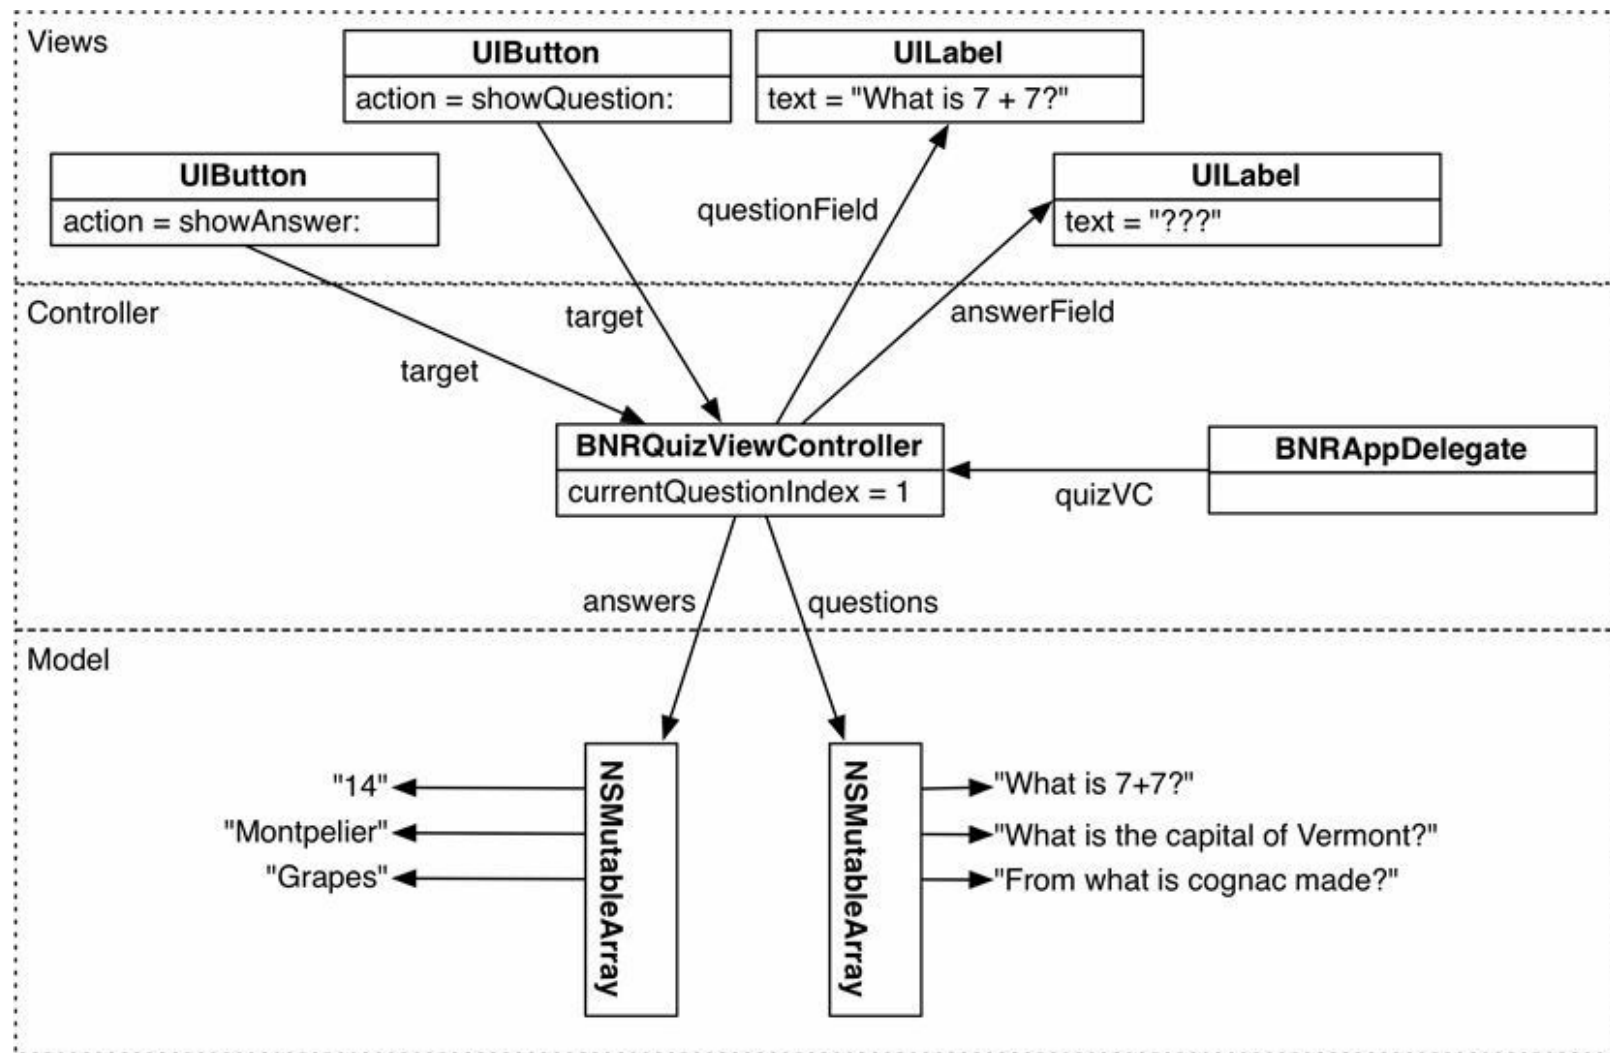 Views
UIButton
action = showQuestion:
UILabel
text = "What is 7 + 7?"
UIButton
action = showAnswer:
questionField
UILabel
text = "???"
Controller
target
answerField
target
BNRQuizViewController
currentQuestionIndex = 1
BNRAppDelegate
quizVC
answers
questions
Model
"14"
"Montpelier"
"Grapes"
NSMutableArray
NSMutableArray
"What is 7+7?"
"What is the capital of Vermont?"
"From what is cognac made?"